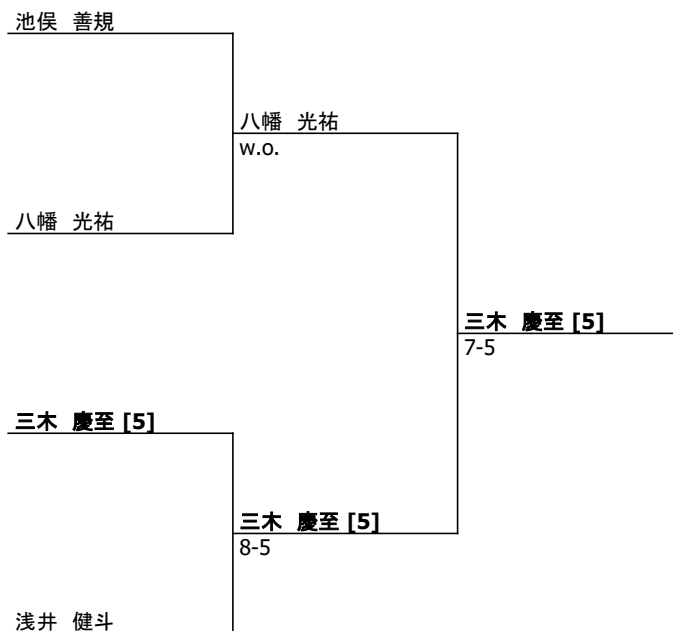 池俣 善規
八幡 光祐
w.o.
八幡 光祐
三木 慶至 [5]
7-5
三木 慶至 [5]
三木 慶至 [5]
8-5
浅井 健斗